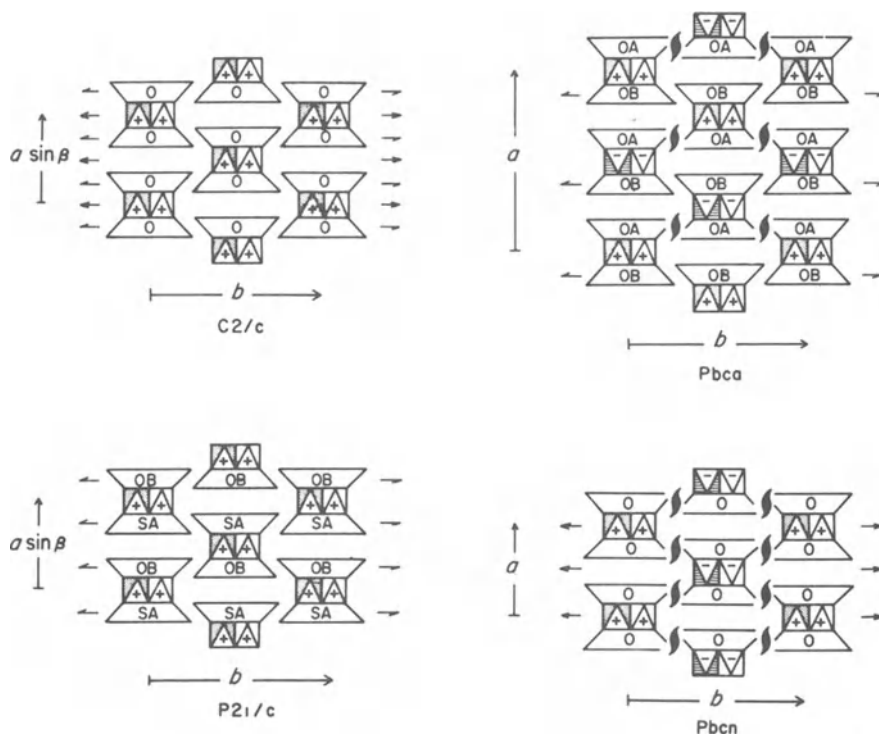 + +
O O O
+ + + +
O O O
+ +
O O O
+ + + +
O O O
+ +
a sin β
b
C2/c
− −
OA OA OA
+ + + +
OB OB OB
+ +
OA OA OA
− − − −
OB OB OB
− −
OA OA OA
+ + + +
OB OB OB
+ +
a
b
Pbca
+ +
OB OB OB
+ + + +
SA SA SA
+ +
OB OB OB
+ + + +
SA SA SA
+ +
a sin β
b
P21/c
− −
O O O
+ + + +
O O O
− −
O O O
+ + + +
O O O
− −
a
b
Pbcn